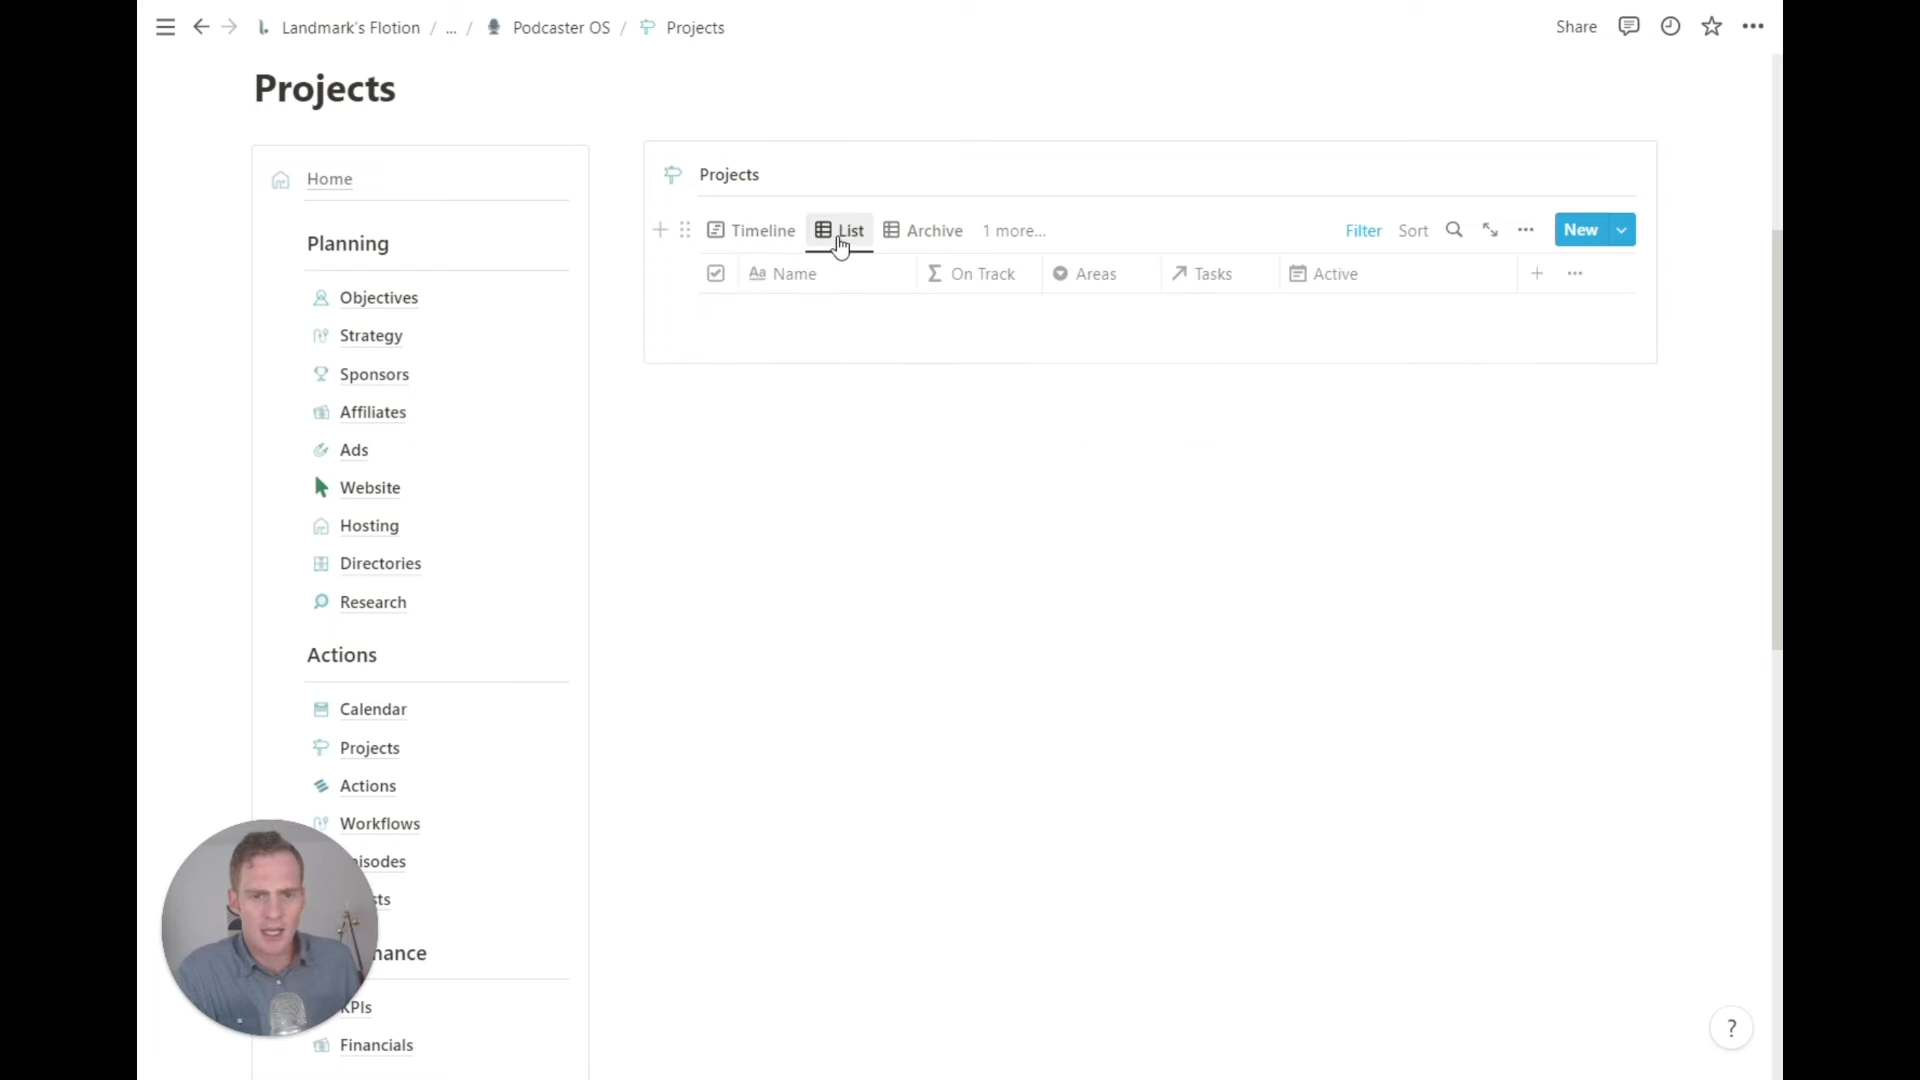 Landmark's Flotion / ... / Podcaster OS / Projects
Share
Projects
Home
Planning
Objectives
Strategy
Sponsors
Affiliates
Ads
Website
Hosting
Directories
Research
Actions
Calendar
Projects
Actions
Workflows
isodes
sts
nance
KPIs
Financials
Projects
Timeline List Archive 1 more...
Filter Sort New
Aa Name Σ On Track Areas Tasks Active
?